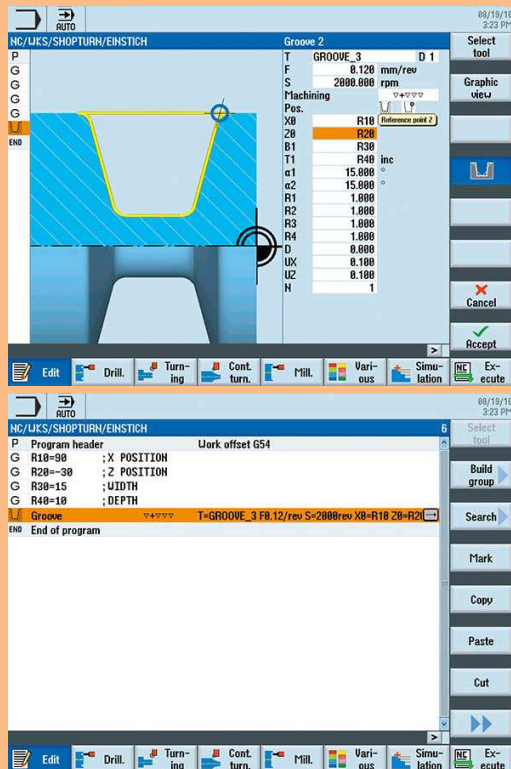 AUTO
08/19/10
3:23 PM
NC/WKS/SHOPTURN/EINSTICH
Groove 2
Select
tool
P
G
G
G
G
END
T GROOVE_3 D 1
F 0.120 mm/rev
S 2000.000 rpm
Machining ▽+▽▽▽
Pos.
X0 R10
Reference point Z
Z0 R20
B1 R30
T1 R40 inc
α1 15.000 °
α2 15.000 °
R1 1.000
R2 1.000
R3 1.000
R4 1.000
D 0.000
UX 0.100
UZ 0.100
N 1
Graphic
view
Cancel
Accept
>
Edit
Drill.
Turn-
ing
Cont.
turn.
Mill.
Vari-
ous
Simu-
lation
NC Ex-
ecute
AUTO
08/19/10
3:23 PM
NC/WKS/SHOPTURN/EINSTICH 6
Select
tool
P Program header Work offset G54
G R10=90 ;X POSITION
G R20=-30 ;Z POSITION
G R30=15 ;WIDTH
G R40=10 ;DEPTH
Groove ▽+▽▽▽ T=GROOVE_3 F0.12/rev S=2000rev X0=R10 Z0=R20
END End of program
Build
group
Search
Mark
Copy
Paste
Cut
>
Edit
Drill.
Turn-
ing
Cont.
turn.
Mill.
Vari-
ous
Simu-
lation
NC Ex-
ecute